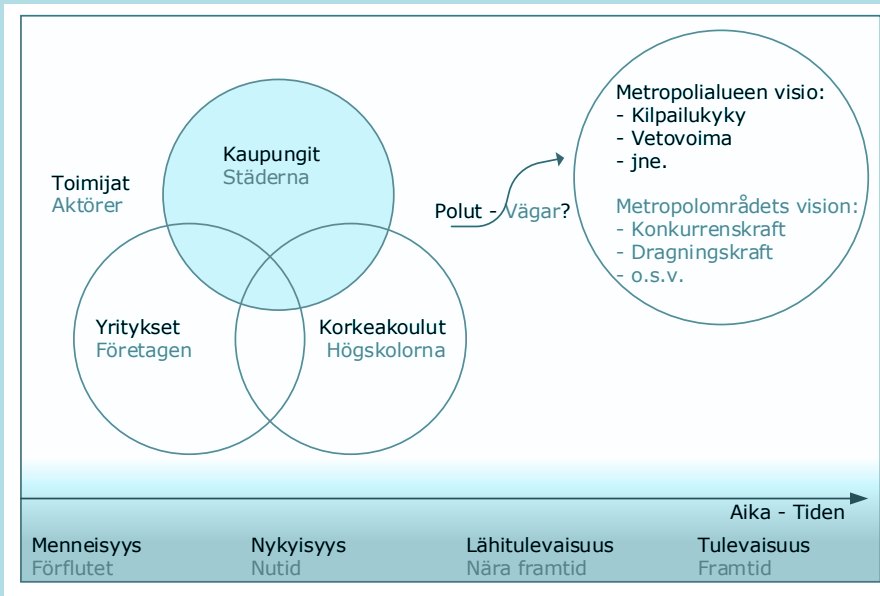 Kaupungit
Städerna
Toimijat
Aktörer
Yritykset
Företagen
Korkeakoulut
Högskolorna
Polut - Vägar?
Metropolialueen visio:
- Kilpailukyky
- Vetovoima
- jne.
Metropolområdets vision:
- Konkurrenskraft
- Dragningskraft
- o.s.v.
Aika - Tiden
Menneisyys
Förflutet
Nykyisyys
Nutid
Lähitulevaisuus
Nära framtid
Tulevaisuus
Framtid